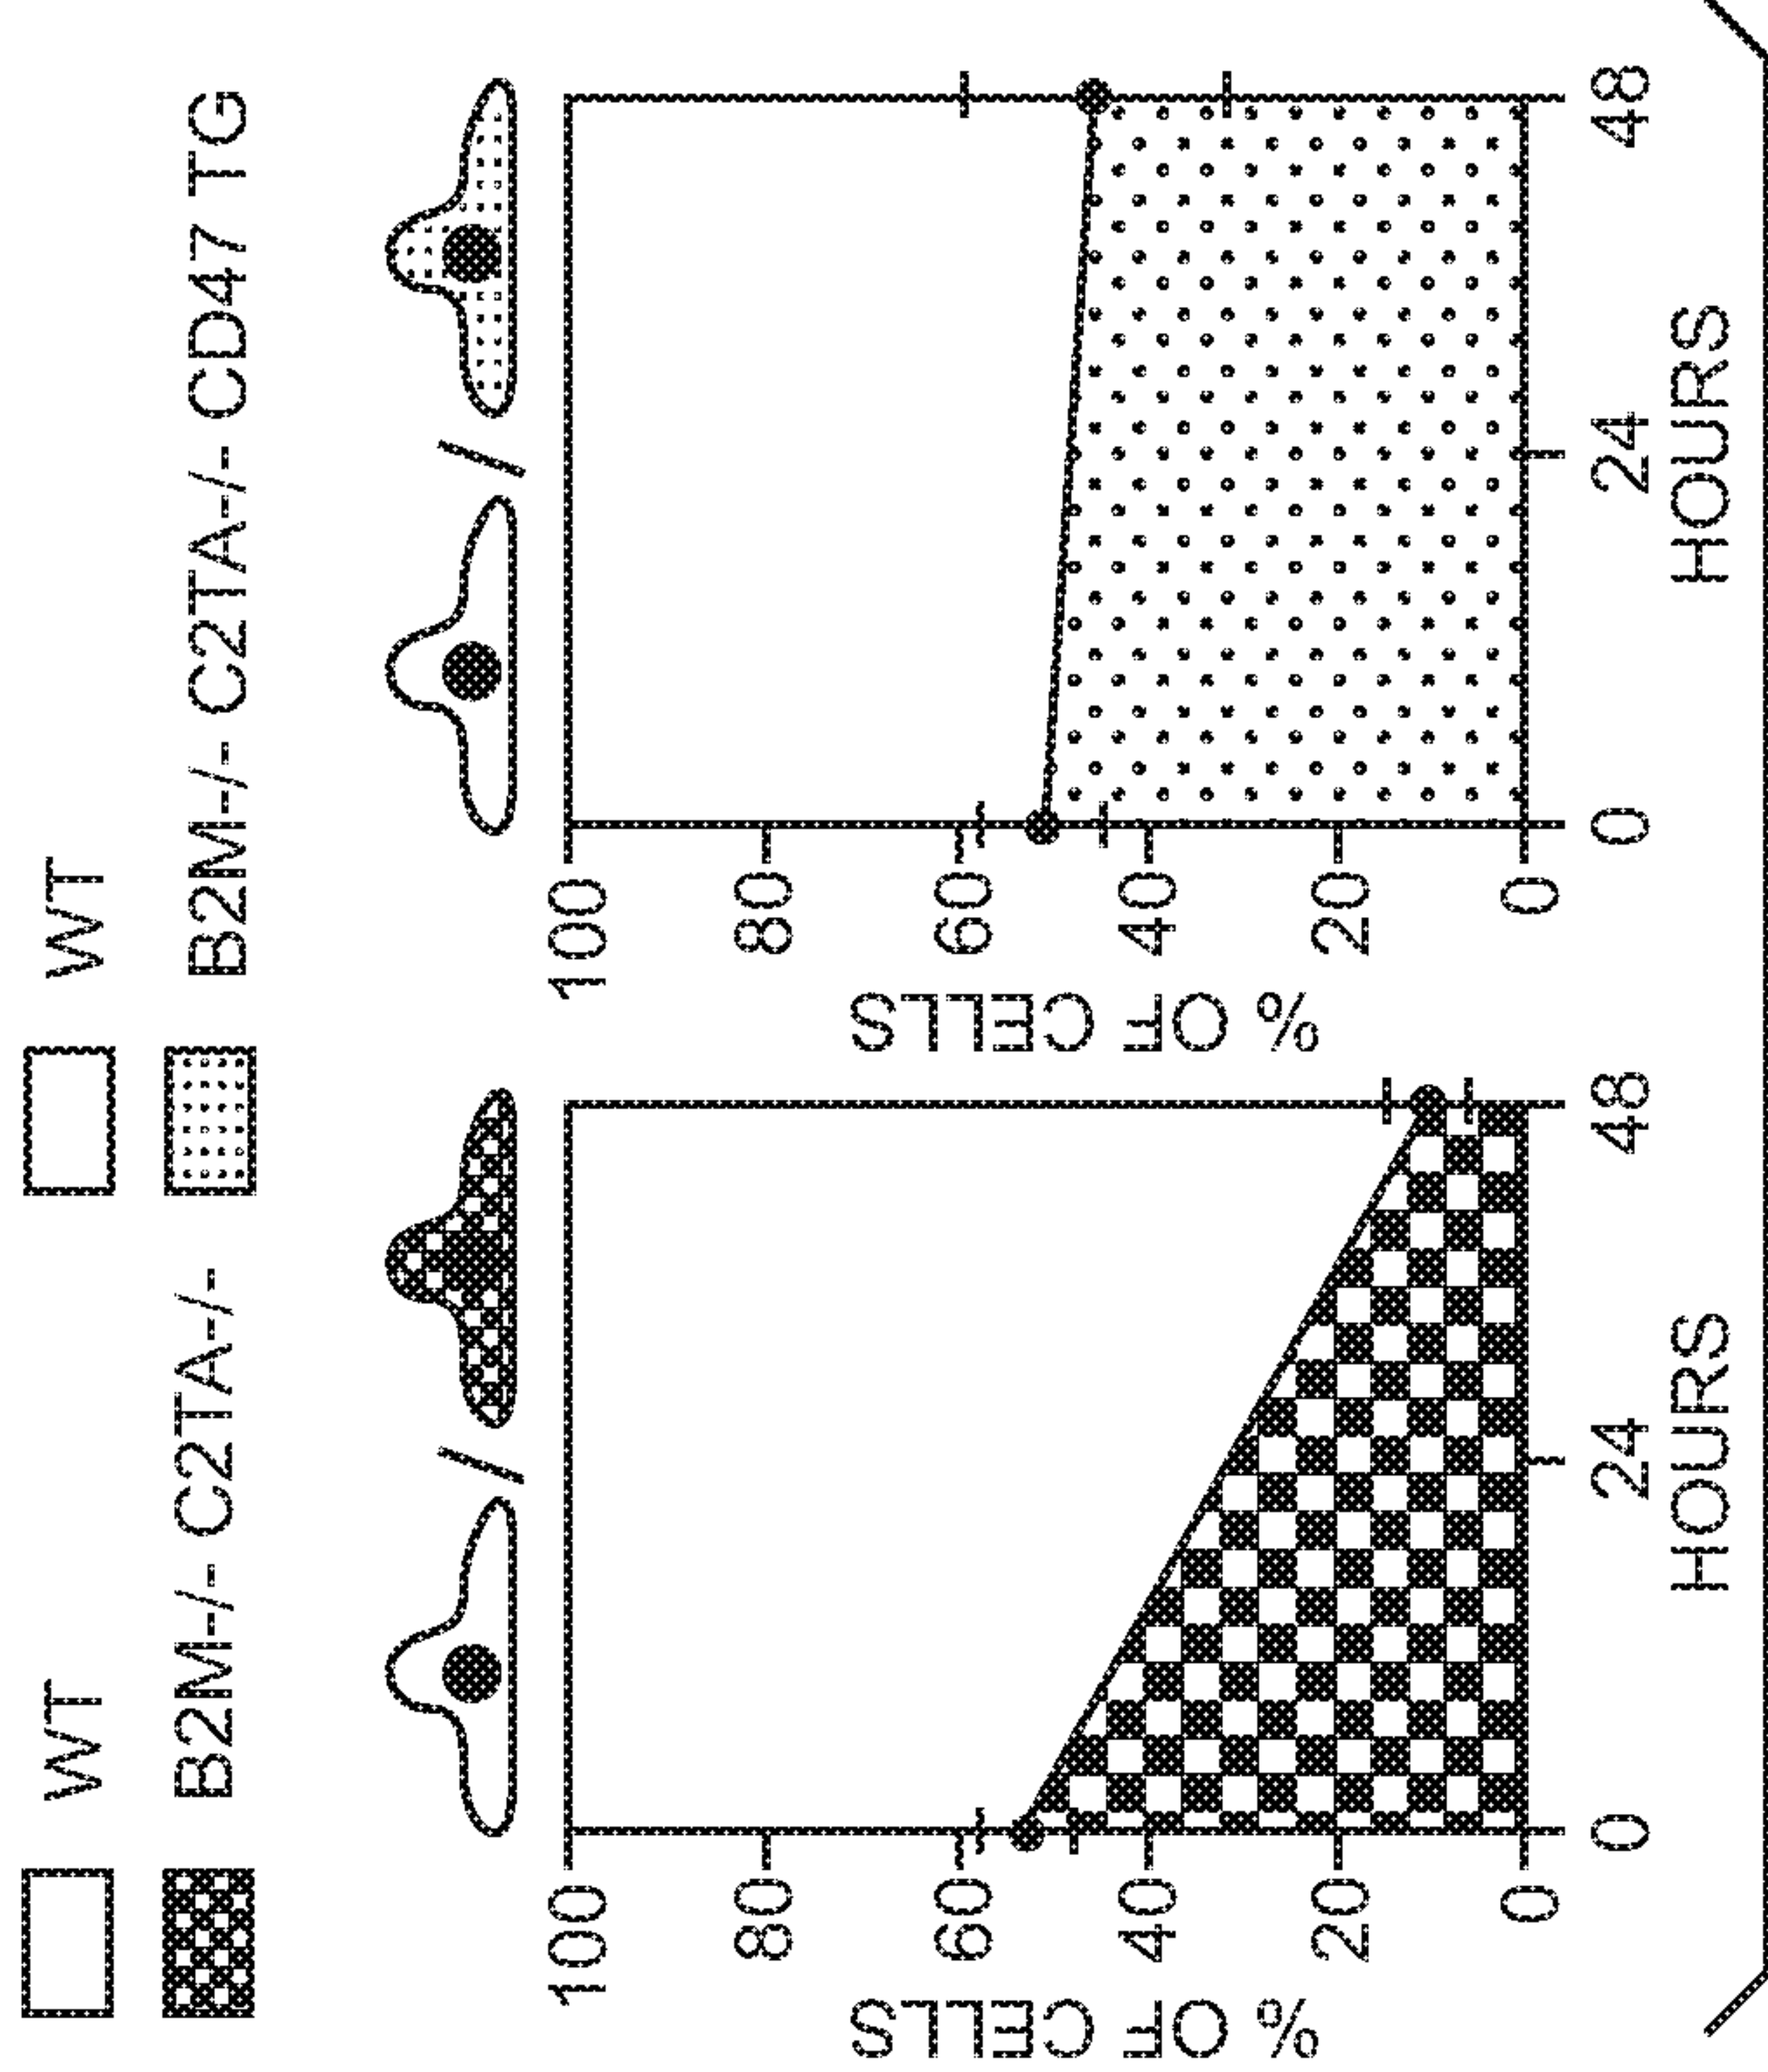 WT
B2M-/- C2TA-/-
WT
B2M-/- C2TA-/- CD47 TG
/
% OF CELLS
100
80
60
40
20
0
0
24
48
HOURS
/
% OF CELLS
100
80
60
40
20
0
0
24
48
HOURS